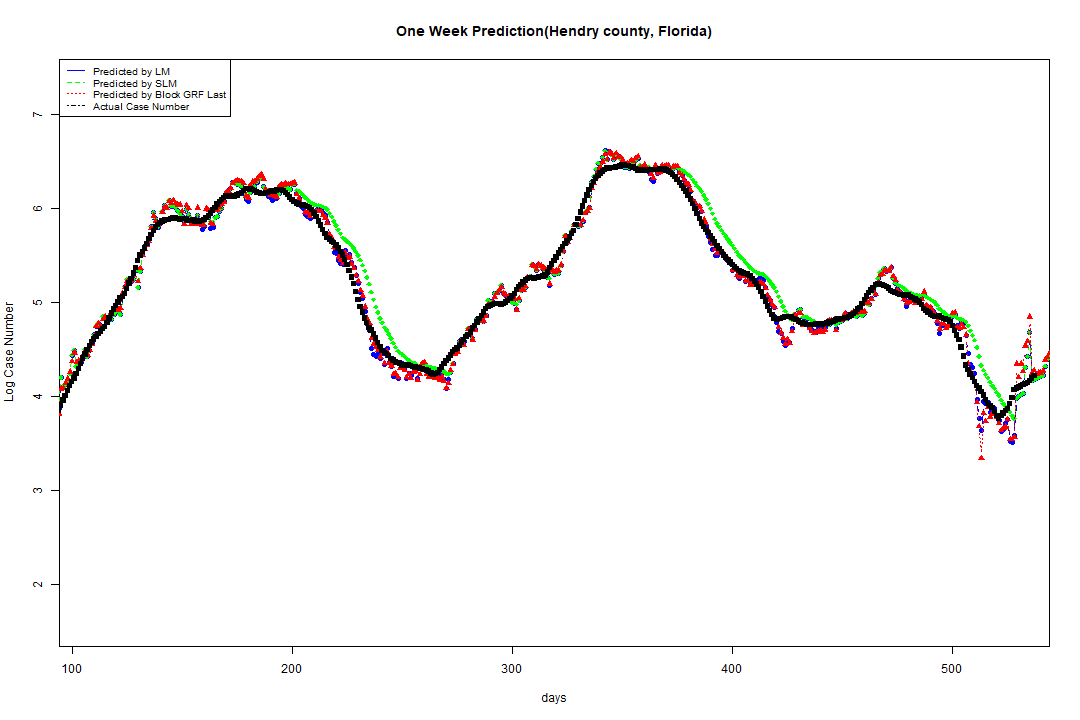 One Week Prediction(Hendry county, Florida)
Predicted by LM
Predicted by SLM
Predicted by Block GRF Last
Actual Case Number
7
6
5
4
3
2
Log Case Number
100 200 300 400 500
days